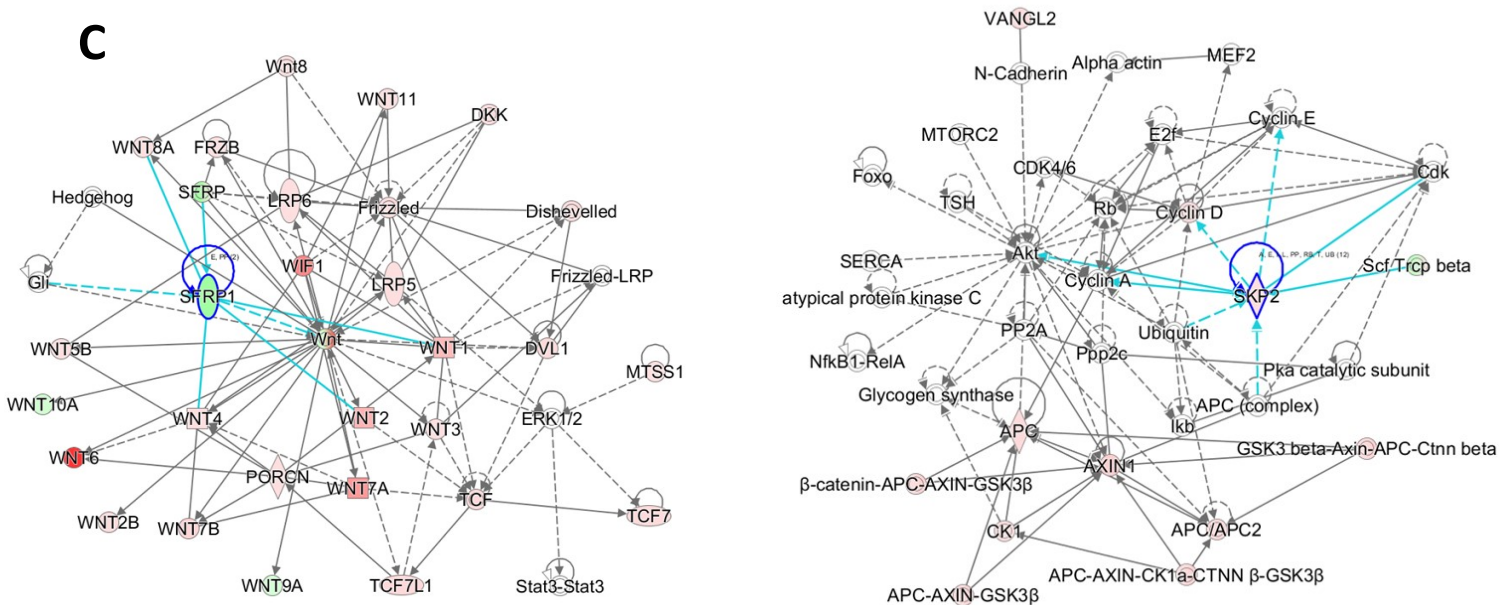 C
Wnt8
WNT11
DKK
WNT8A
FRZB
SFRP
Hedgehog
LRP6
Frizzled
Dishevelled
E, PP (2)
WIF1
LRP5
Frizzled-LRP
Gli
SFRP1
Wnt
WNT1
DVL1
WNT5B
MTSS1
WNT10A
WNT4
WNT2
WNT3
ERK1/2
WNT6
PORCN
WNT7A
TCF
WNT2B
WNT7B
TCF7
WNT9A
TCF7L1
Stat3-Stat3
VANGL2
N-Cadherin
Alpha actin
MEF2
MTORC2
E2f
Cyclin E
Foxo
CDK4/6
Cdk
TSH
Rb
Cyclin D
Akt
SERCA
Cyclin A
Scf Trcp beta
SKP2
atypical protein kinase C
PP2A
Ubiquitin
NfkB1-RelA
Ppp2c
Pka catalytic subunit
Glycogen synthase
APC (complex)
Ikb
APC
GSK3 beta-Axin-APC-Ctnn beta
AXIN1
β-catenin-APC-AXIN-GSK3β
CK1
APC/APC2
APC-AXIN-CK1a-CTNN β-GSK3β
APC-AXIN-GSK3β